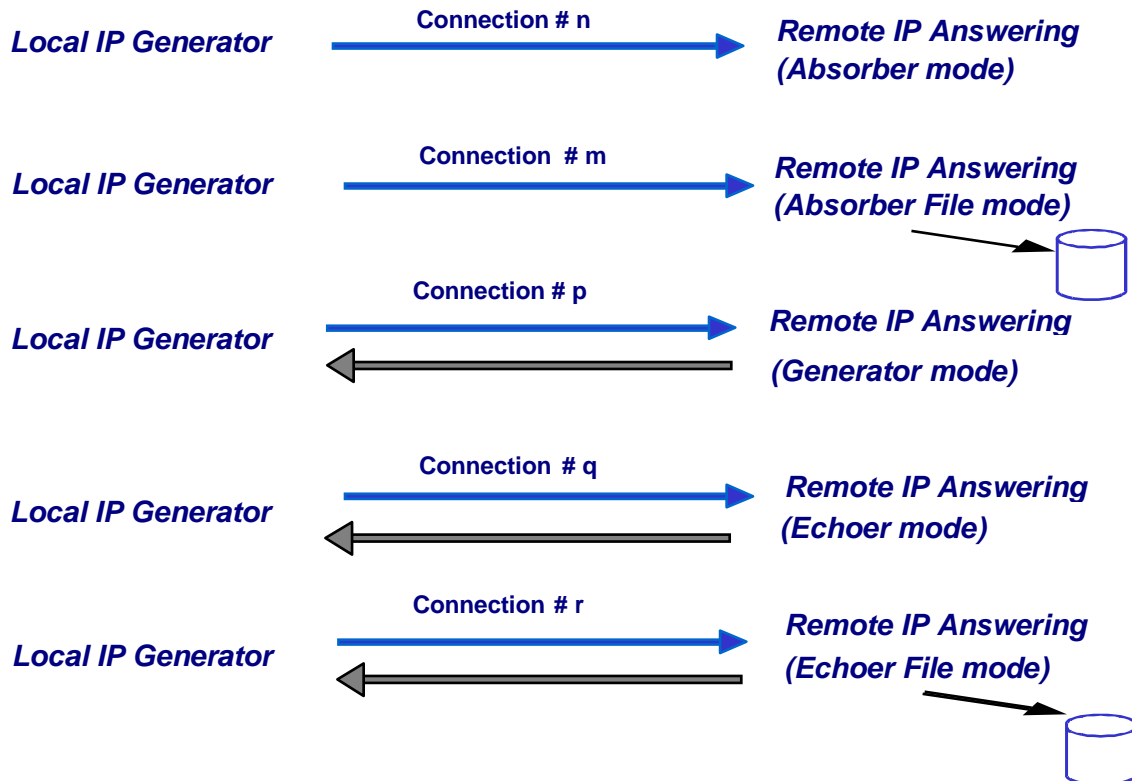 Connection # n
Local IP Generator
Remote IP Answering
(Absorber mode)
Connection # m
Local IP Generator
Remote IP Answering
(Absorber File mode)
Connection # p
Local IP Generator
Remote IP Answering
(Generator mode)
Connection # q
Local IP Generator
Remote IP Answering
(Echoer mode)
Connection # r
Local IP Generator
Remote IP Answering
(Echoer File mode)